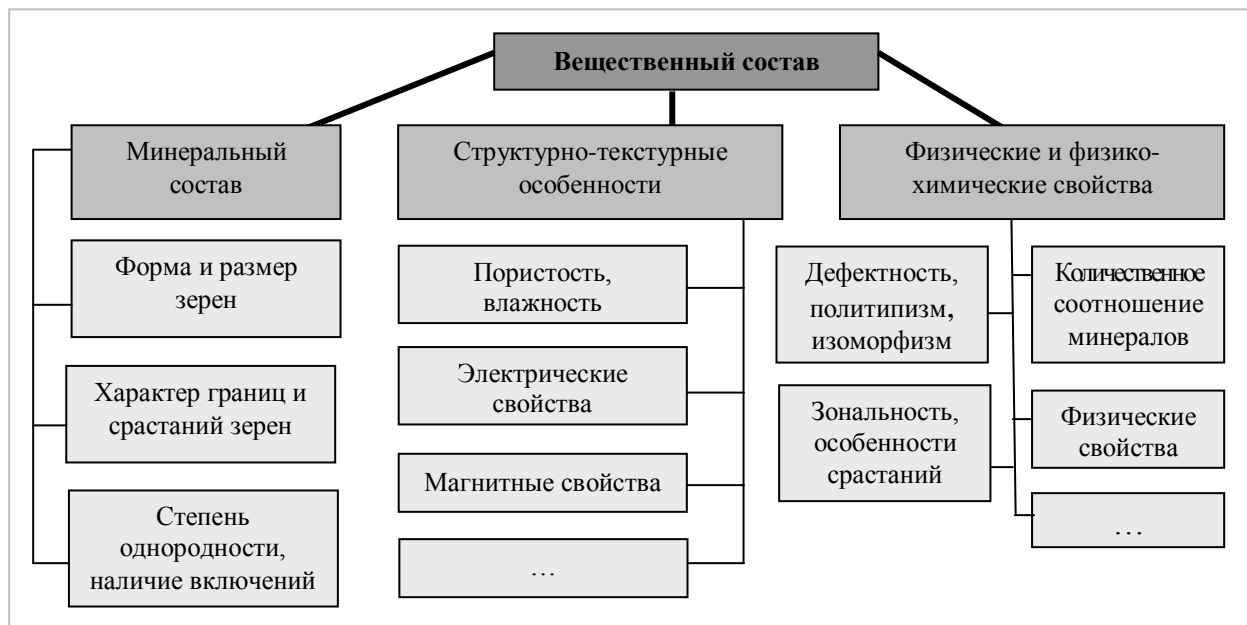 Вещественный состав
Минеральный
состав
Форма и размер
зерен
Характер границ и
срастаний зерен
Степень
однородности,
наличие включений
Структурно-текстурные
особенности
Пористость,
влажность
Электрические
свойства
Магнитные свойства
…
Физические и физико-
химические свойства
Дефектность,
политипизм,
изоморфизм
Зональность,
особенности
срастаний
Количественное
соотношение
минералов
Физические
свойства
…